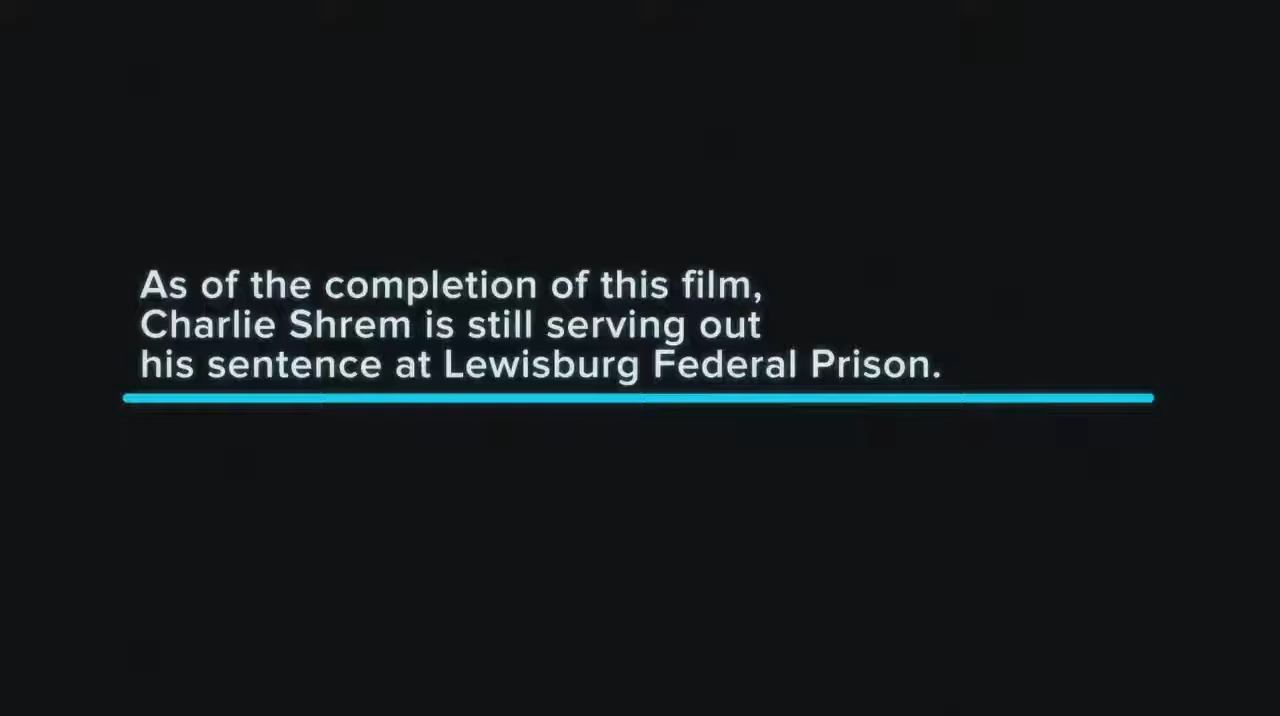 As of the completion of this film,
Charlie Shrem is still serving out
his sentence at Lewisburg Federal Prison.